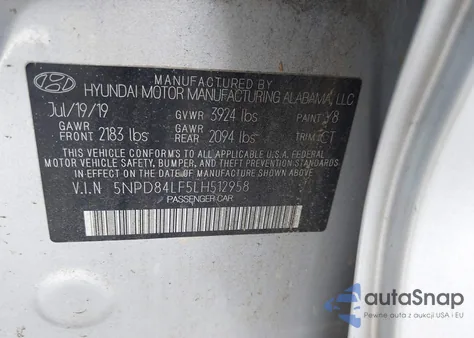 MANUFACTURED BY
HYUNDAI MOTOR MANUFACTURING ALABAMA, LLC
Jul/19/19 GVWR 3924 lbs PAINT Y8
GAWR FRONT 2183 lbs GAWR REAR 2094 lbs TRIM CT
THIS VEHICLE CONFORMS TO ALL APPLICABLE U.S.A FEDERAL
MOTOR VEHICLE SAFETY, BUMPER, AND THEFT PREVENTION STANDARDS
IN EFFECT ON THE DATE OF MANUFACTURE SHOWN ABOVE.
V.I.N 5NPD84LF5LH512958
PASSENGER CAR
autoSnap
Pewne auta z aukcji USA i EU